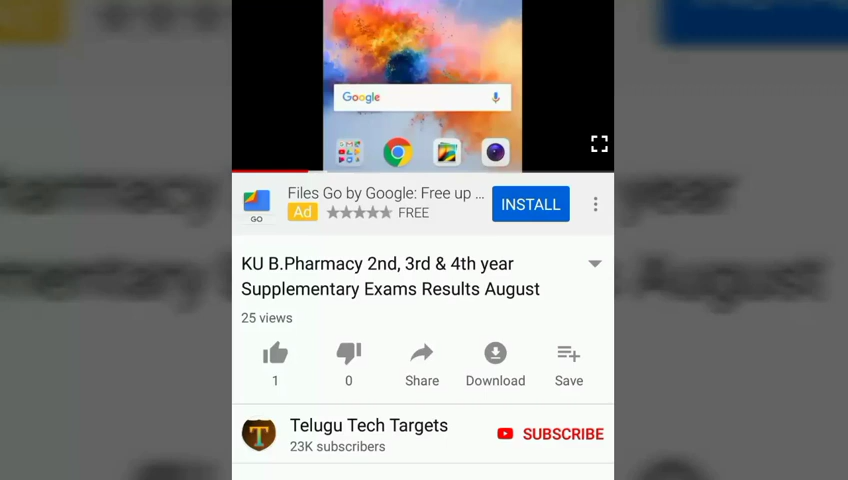 Google
Files Go by Google: Free up ...
Ad FREE
INSTALL
GO
KU B.Pharmacy 2nd, 3rd & 4th year
Supplementary Exams Results August
25 views
1 0 Share Download Save
T
Telugu Tech Targets
23K subscribers
SUBSCRIBE